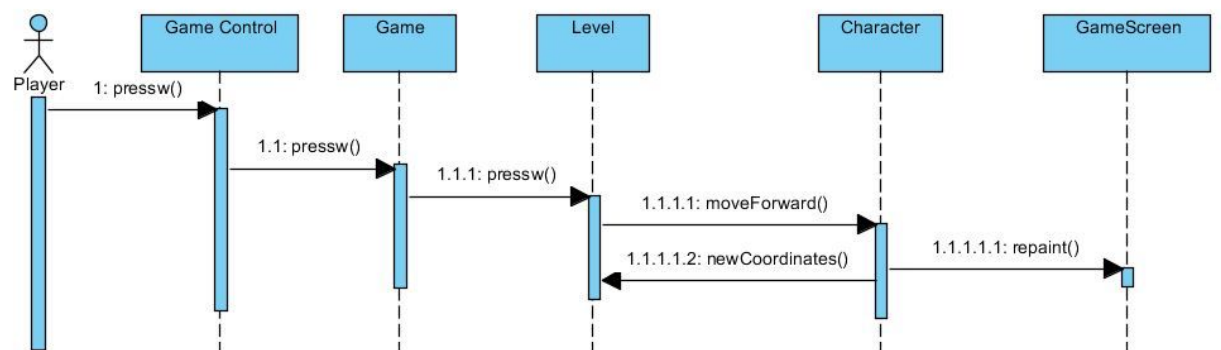 Game Control
Game
Level
Character
GameScreen
Player
1: pressw()
1.1: pressw()
1.1.1: pressw()
1.1.1.1: moveForward()
1.1.1.1.1: repaint()
1.1.1.1.2: newCoordinates()